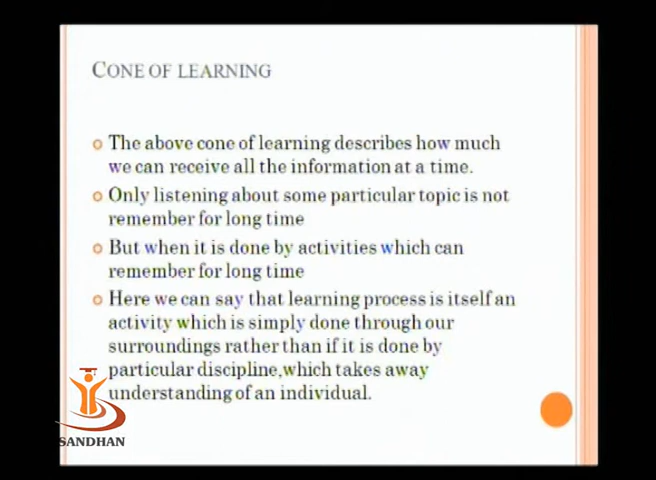 CONE OF LEARNING
The above cone of learning describes how much
we can receive all the information at a time.
Only listening about some particular topic is not
remember for long time
But when it is done by activities which can
remember for long time
Here we can say that learning process is itself an
activity which is simply done through our
surroundings rather than if it is done by
particular discipline,which takes away
understanding of an individual.
SANDHAN